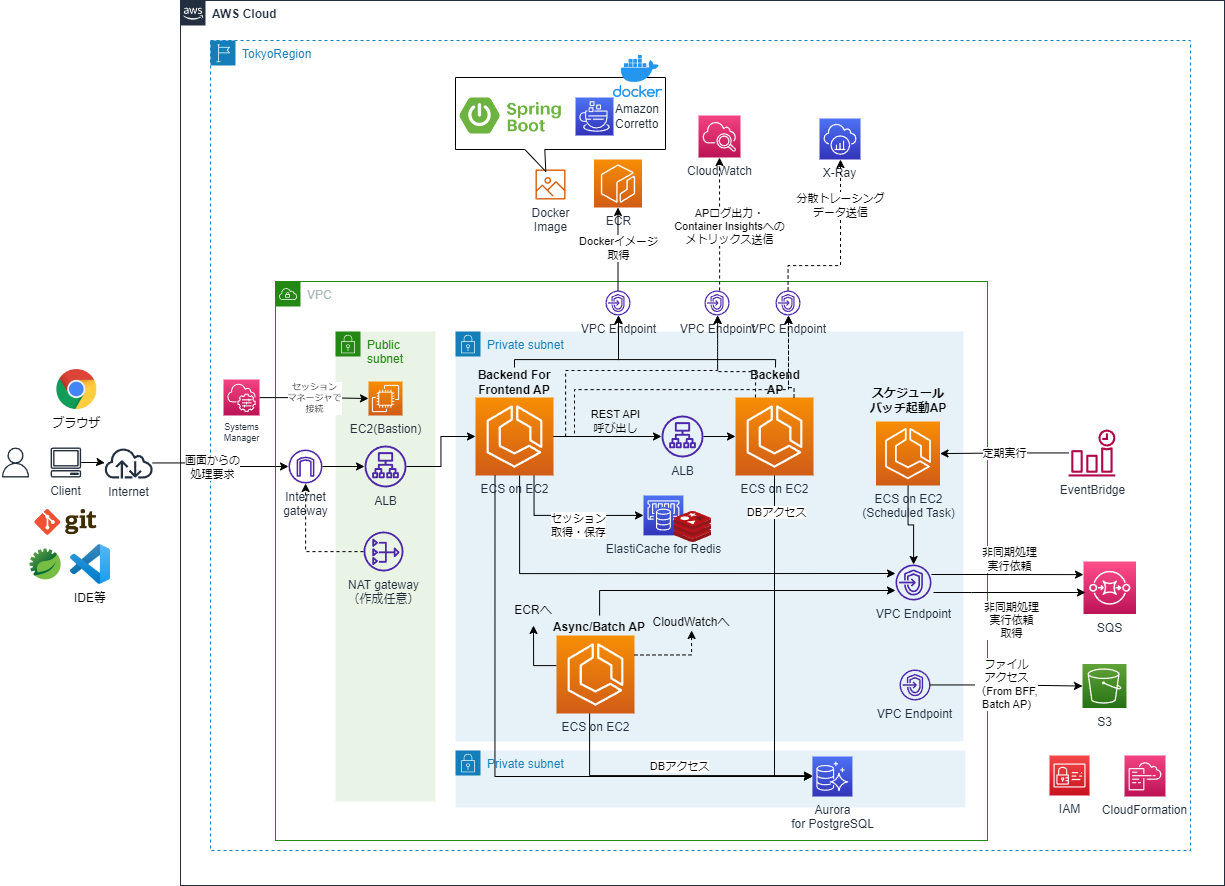 aws
AWS Cloud
TokyoRegion
docker
Spring
Boot
Amazon
Corretto
CloudWatch
X-Ray
Docker
Image
ECR
Dockerイメージ
取得
APログ出力・
Container Insightsへの
メトリックス送信
分散トレーシング
データ送信
VPC
VPC Endpoint
VPC Endpoint
VPC Endpoint
Public
subnet
Private subnet
Backend For
Frontend AP
Backend
AP
スケジュール
バッチ起動AP
ブラウザ
Systems
Manager
セッション
マネージャで
接続
EC2(Bastion)
REST API
呼び出し
ALB
ECS on EC2
ECS on EC2
ECS on EC2
(Scheduled Task)
定期実行
EventBridge
Client
Internet
画面からの
処理要求
Internet
gateway
ALB
DBアクセス
セッション
取得・保存
ElastiCache for Redis
git
IDE等
NAT gateway
（作成任意）
非同期処理
実行依頼
VPC Endpoint
非同期処理
実行依頼
取得
SQS
ECRへ
Async/Batch AP
CloudWatchへ
ECS on EC2
VPC Endpoint
ファイル
アクセス
（From BFF,
Batch AP)
S3
Private subnet
DBアクセス
Aurora
for PostgreSQL
IAM
CloudFormation